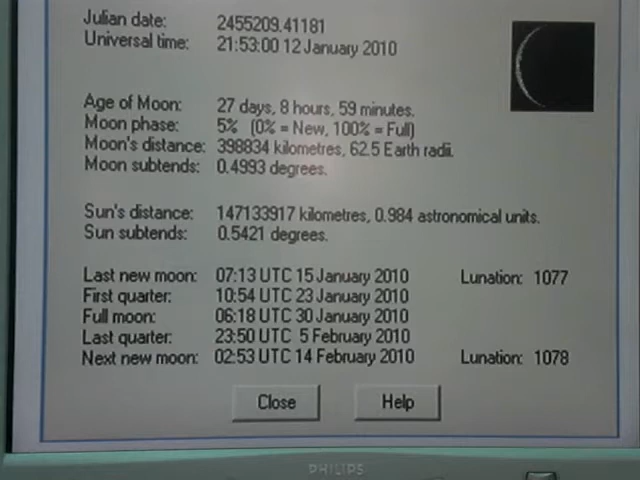 Julian date: 2455209.41181
Universal time: 21:53:00 12 January 2010
Age of Moon: 27 days, 8 hours, 59 minutes.
Moon phase: 5% (0% = New, 100% = Full)
Moon's distance: 398834 kilometres, 62.5 Earth radii.
Moon subtends: 0.4993 degrees.
Sun's distance: 147133917 kilometres, 0.984 astronomical units.
Sun subtends: 0.5421 degrees.
Last new moon: 07:13 UTC 15 January 2010 Lunation: 1077
First quarter: 10:54 UTC 23 January 2010
Full moon: 06:18 UTC 30 January 2010
Last quarter: 23:50 UTC 5 February 2010
Next new moon: 02:53 UTC 14 February 2010 Lunation: 1078
Close Help
PHILIPS